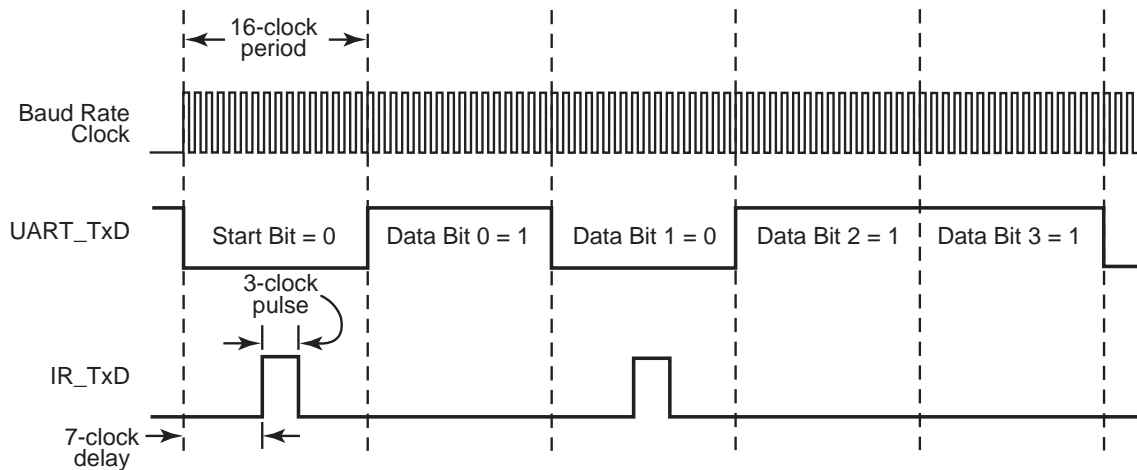 16-clock
period
Baud Rate
Clock
UART_TxD
Start Bit = 0
Data Bit 0 = 1
Data Bit 1 = 0
Data Bit 2 = 1
Data Bit 3 = 1
3-clock
pulse
IR_TxD
7-clock
delay